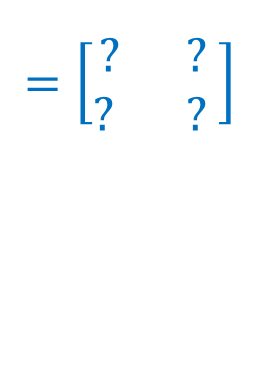 = [? ?
? ?]